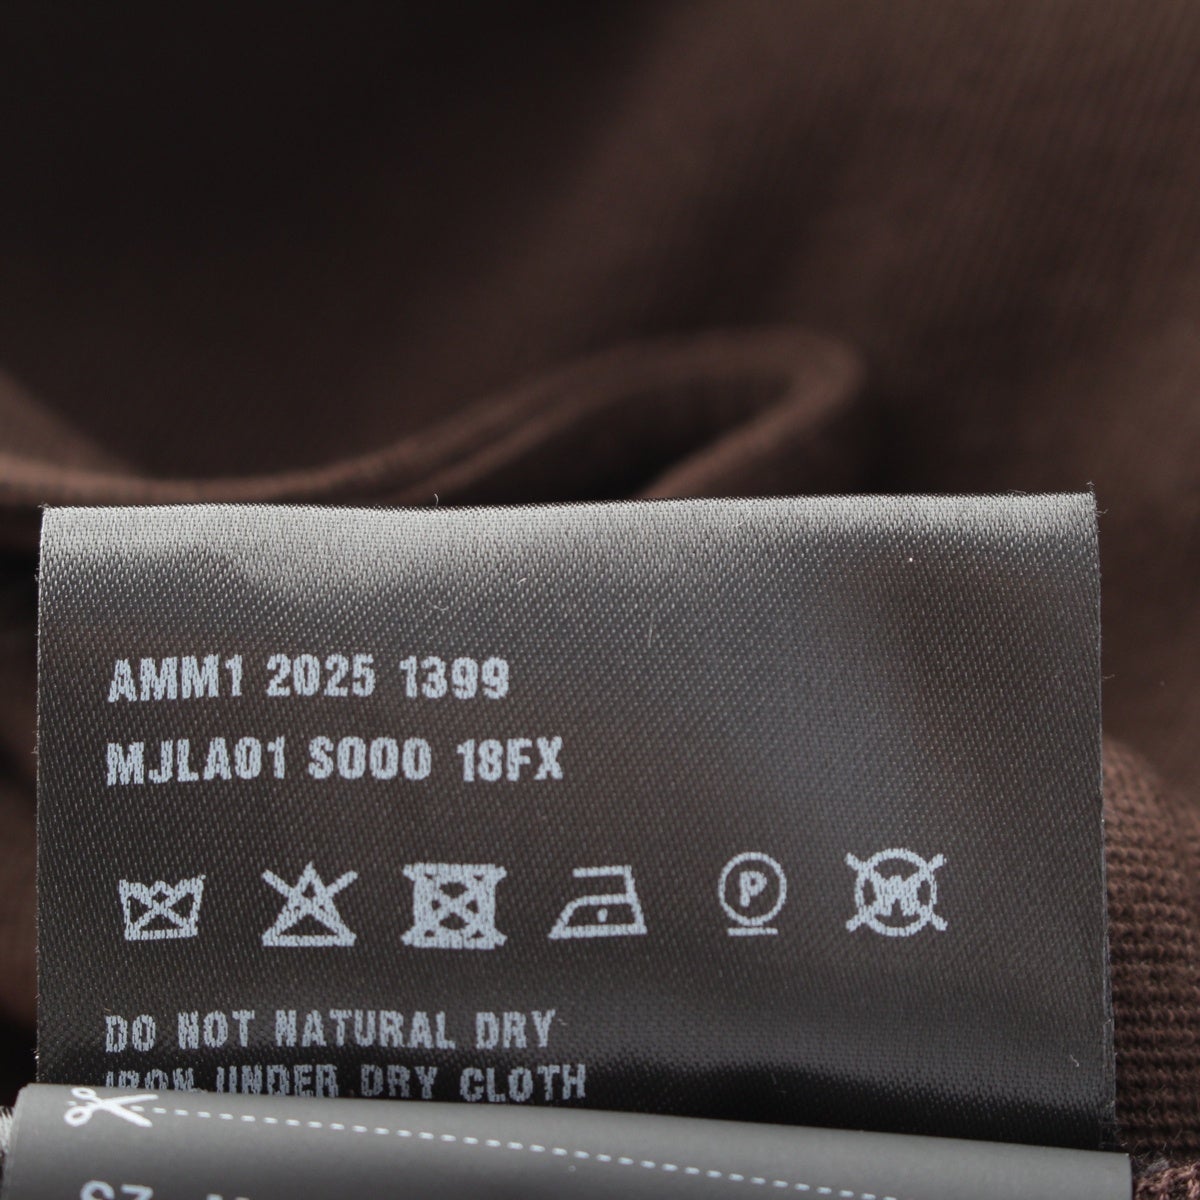 AMM1 2025 1399
MJLA01 S000 18FX
P
W
DO NOT NATURAL DRY
IRON UNDER DRY CLOTH